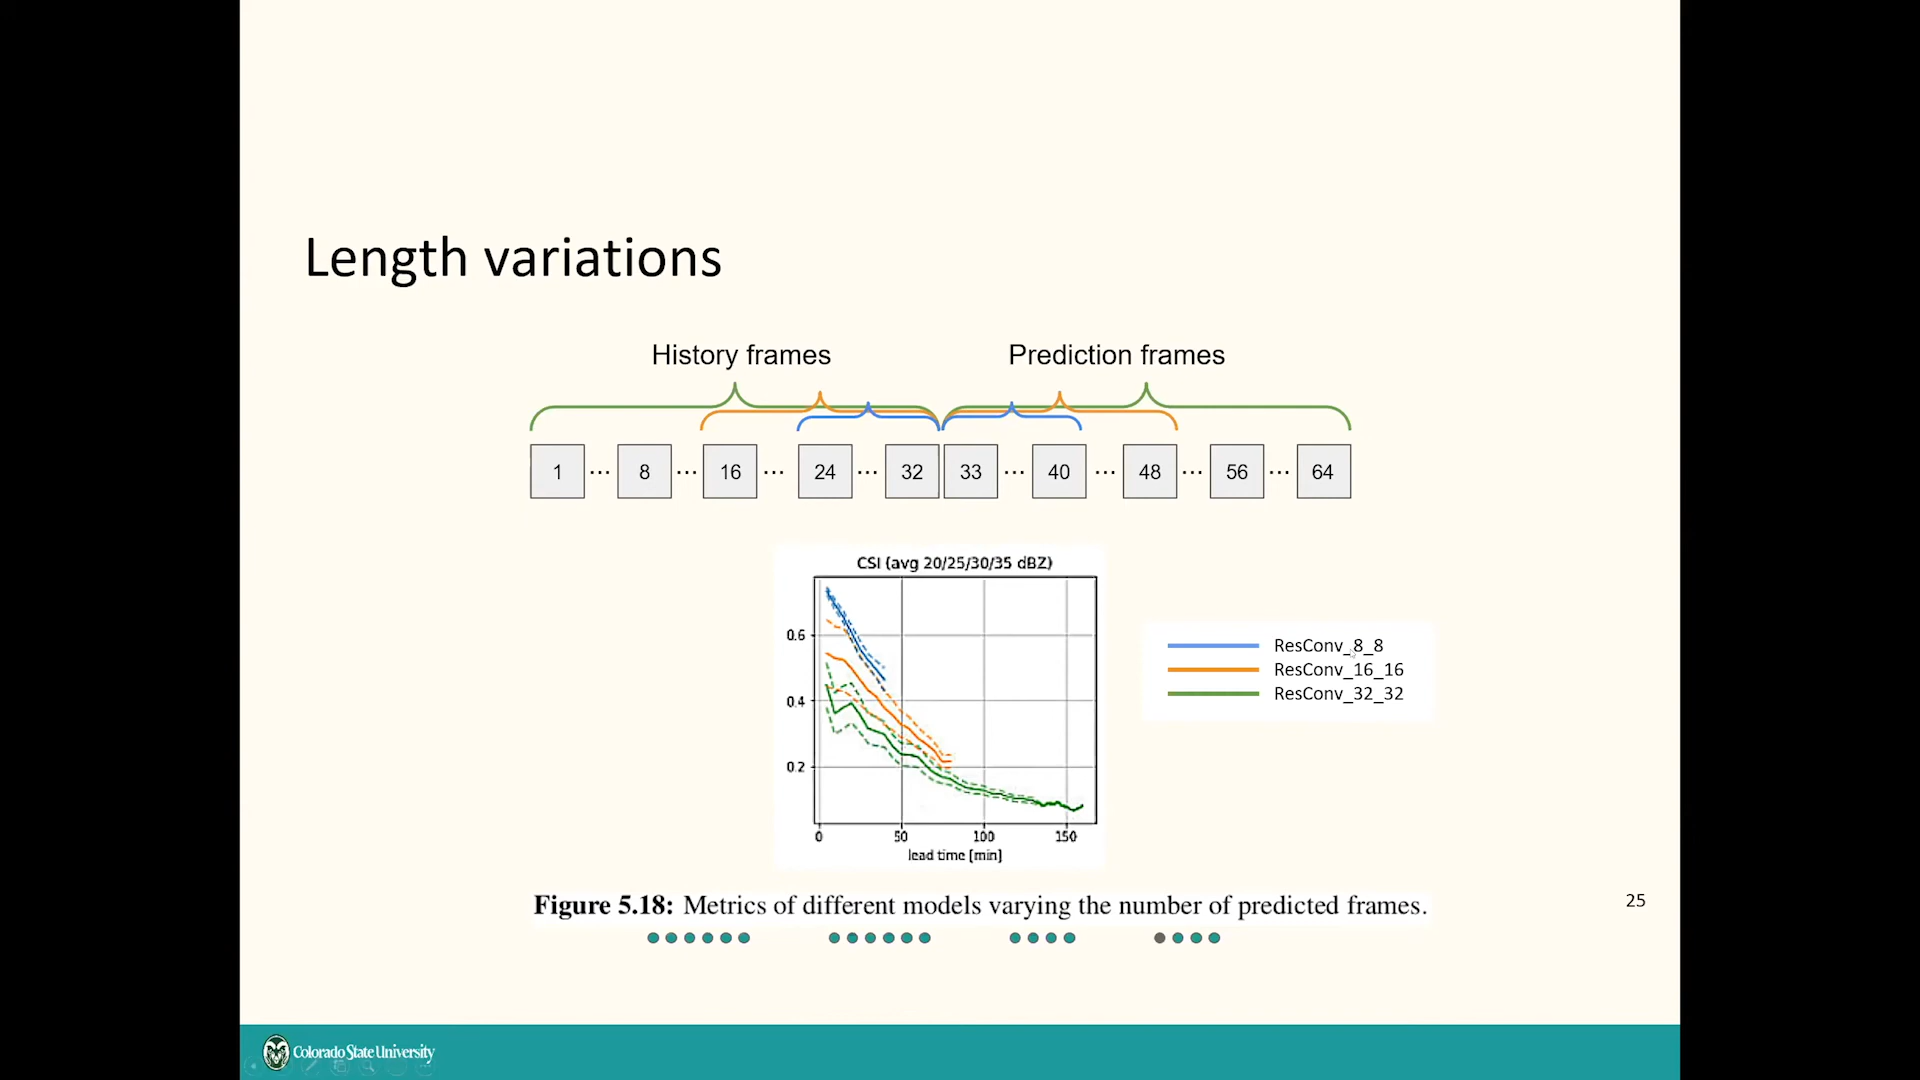 Length variations
History frames Prediction frames
1 ... 8 ... 16 ... 24 ... 32 33 ... 40 ... 48 ... 56 ... 64
CSI (avg 20/25/30/35 dBZ)
0.6
0.4
0.2
0 50 100 150
lead time [min]
ResConv_8_8
ResConv_16_16
ResConv_32_32
Figure 5.18: Metrics of different models varying the number of predicted frames.
25
Colorado State University